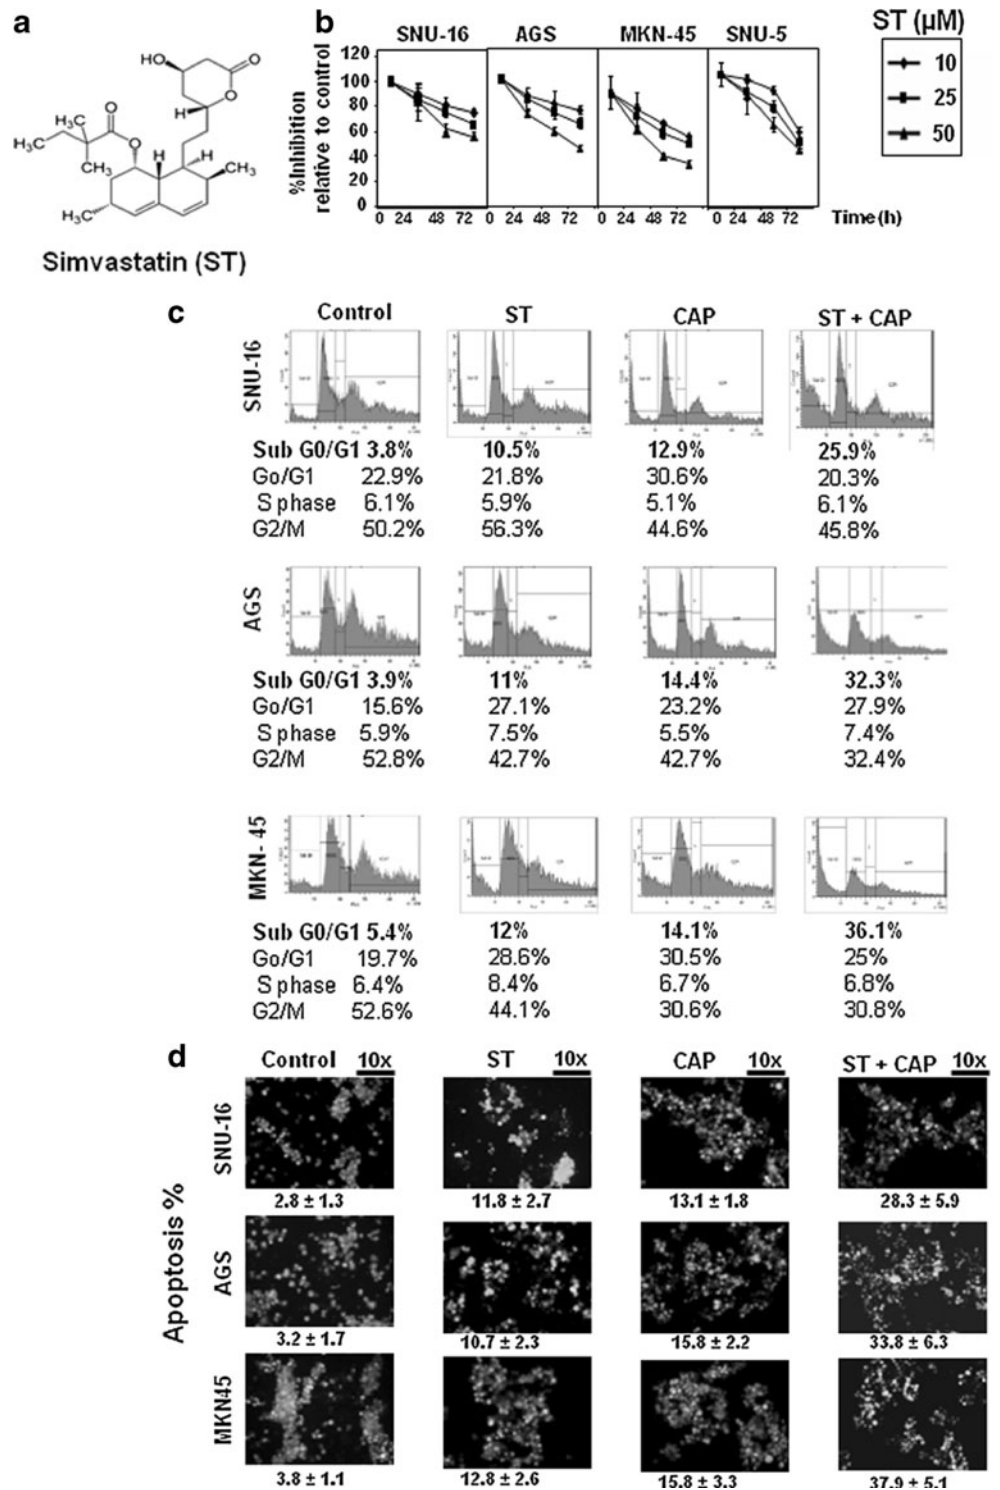 a
HO
O
O
H
H₃C
H₃C
CH₃
O
O
H
H
CH₃
H₃C
Simvastatin (ST)
b
SNU-16 AGS MKN-45 SNU-5
%Inhibition
relative to control
120
100
80
60
40
20
0
0 24 48 72 0 24 48 72 0 24 48 72 0 24 48 72 Time (h)
ST (µM)
10
25
50
c
Control ST CAP ST + CAP
SNU-16
Sub G0/G1 3.8% 10.5% 12.9% 25.9%
Go/G1 22.9% 21.8% 30.6% 20.3%
S phase 6.1% 5.9% 5.1% 6.1%
G2/M 50.2% 56.3% 44.6% 45.8%
AGS
Sub G0/G1 3.9% 11% 14.4% 32.3%
Go/G1 15.6% 27.1% 23.2% 27.9%
S phase 5.9% 7.5% 5.5% 7.4%
G2/M 52.8% 42.7% 42.7% 32.4%
MKN- 45
Sub G0/G1 5.4% 12% 14.1% 36.1%
Go/G1 19.7% 28.6% 30.5% 25%
S phase 6.4% 8.4% 6.7% 6.8%
G2/M 52.6% 44.1% 30.6% 30.8%
d
Control 10x ST 10x CAP 10x ST + CAP 10x
Apoptosis %
SNU-16
2.8 ± 1.3 11.8 ± 2.7 13.1 ± 1.8 28.3 ± 5.9
AGS
3.2 ± 1.7 10.7 ± 2.3 15.8 ± 2.2 33.8 ± 6.3
MKN45
3.8 ± 1.1 12.8 ± 2.6 15.8 ± 3.3 37.9 ± 5.1